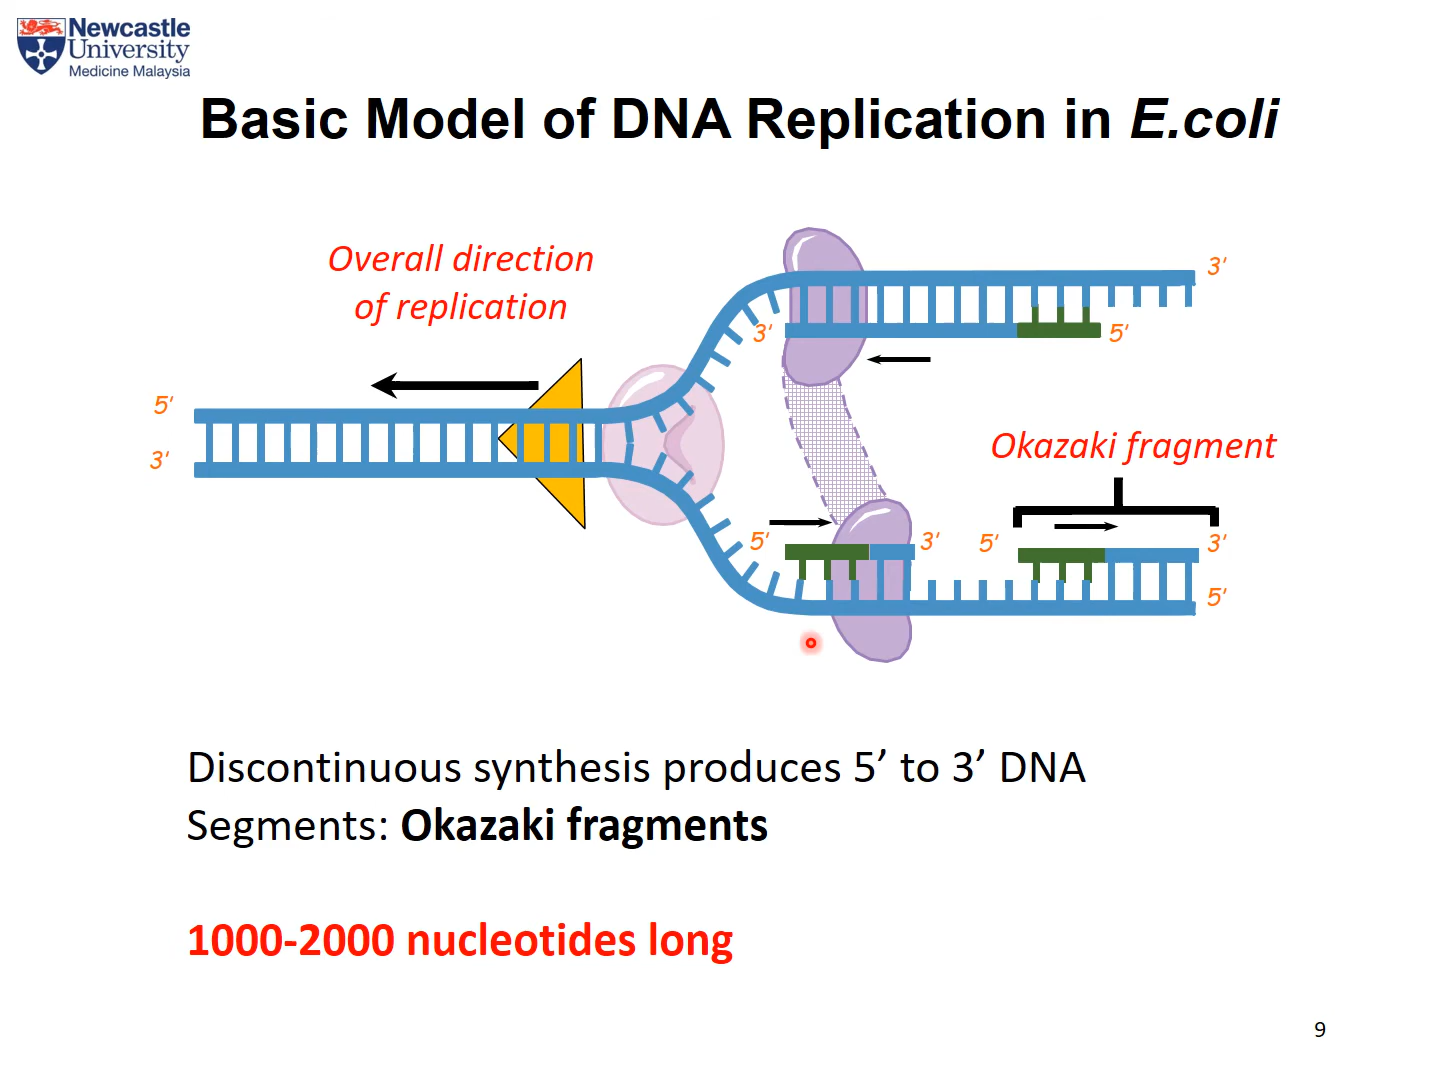 Newcastle
University
Medicine Malaysia
Basic Model of DNA Replication in E.coli
Overall direction
of replication
3'
3'
5'
5'
3'
Okazaki fragment
5'
3'
5'
3'
5'
Discontinuous synthesis produces 5’ to 3’ DNA
Segments: Okazaki fragments
1000-2000 nucleotides long
9